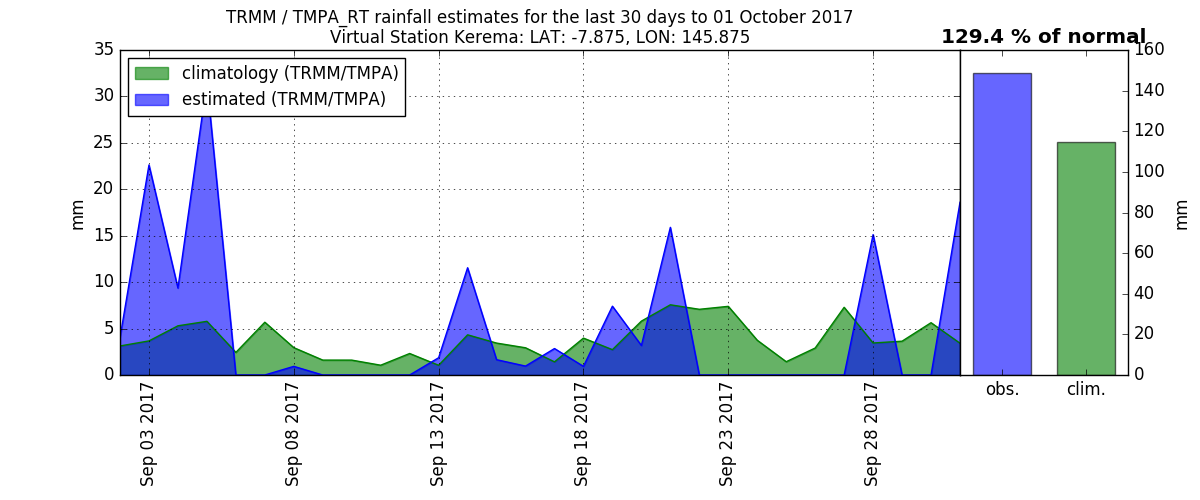 TRMM / TMPA_RT rainfall estimates for the last 30 days to 01 October 2017
Virtual Station Kerema: LAT: -7.875, LON: 145.875
129.4 % of normal
climatology (TRMM/TMPA)
estimated (TRMM/TMPA)
35
30
25
20
15
10
5
0
mm
Sep 03 2017
Sep 08 2017
Sep 13 2017
Sep 18 2017
Sep 23 2017
Sep 28 2017
160
140
120
100
80
60
40
20
0
mm
obs.
clim.